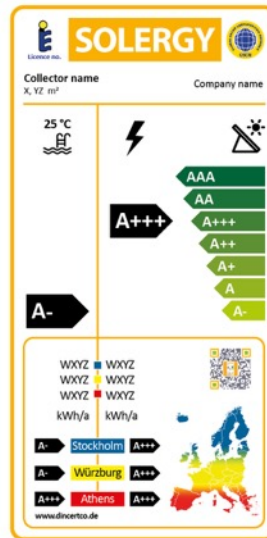 SOLERGY
Licence no.
Collector name
X, YZ m²
Company name
25 °C
AAA
AA
A+++
A+++
A++
A+
A
A-
A-
WXYZ WXYZ
WXYZ WXYZ
WXYZ WXYZ
kWh/a kWh/a
A- Stockholm A+++
A- Würzburg A+++
A+++ Athens A+++
www.dincertco.de